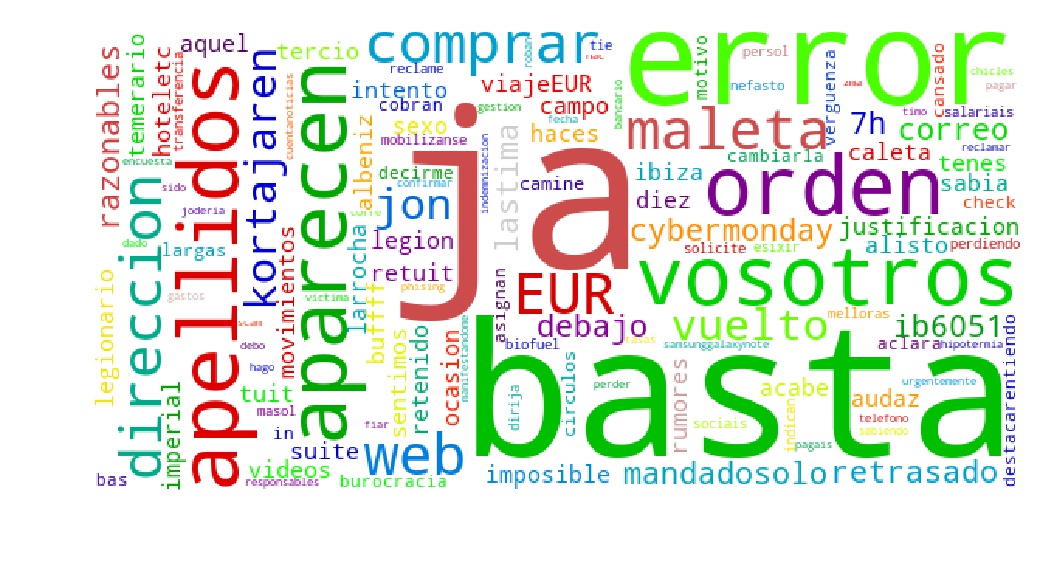 ja
basta
error
apellidos
aparecen
vosotros
orden
direccion
comprar
web
maleta
EUR
kortajaren
jon
vuelto
debajo
mandadosolo
retrasado
ib6051
cybermonday
correo
7h
justificacion
razonables
aquel
tercio
temerario
hoteletc
transferencia
cuentanoticias
reclame
intento
cobran
sexo
mobilizanse
albeniz
decirme
confirmar
viajeEUR
campo
gestion
fecha
haces
indemnizacion
lastima
camine
tie
bancario
motivo
persol
nefasto
verguenza
cansado
chicles
pagar
timo
salariais
reclamar
caleta
tenes
sabia
check
cambiarla
ibiza
diez
solicite
esixir
alisto
perdiendo
encuesta
sido
joderia
dado
largas
gastos
legionario
movimientos
victima
larrocha
legion
retuit
phising
bufff
sentimos
retenido
ocasion
manifestandome
asignan
biofuel
melloras
samsunggalaxynote
aclara
hipotermia
scam
debo
hago
tuit
masol
in
fiar
imperial
suite
videos
responsables
burocracia
bas
imposible
dirija
circulos
perder
rumores
sociais
acabe
indican
pagais
audaz
telefono
sabiendo
urgentemente
destacarentiendo